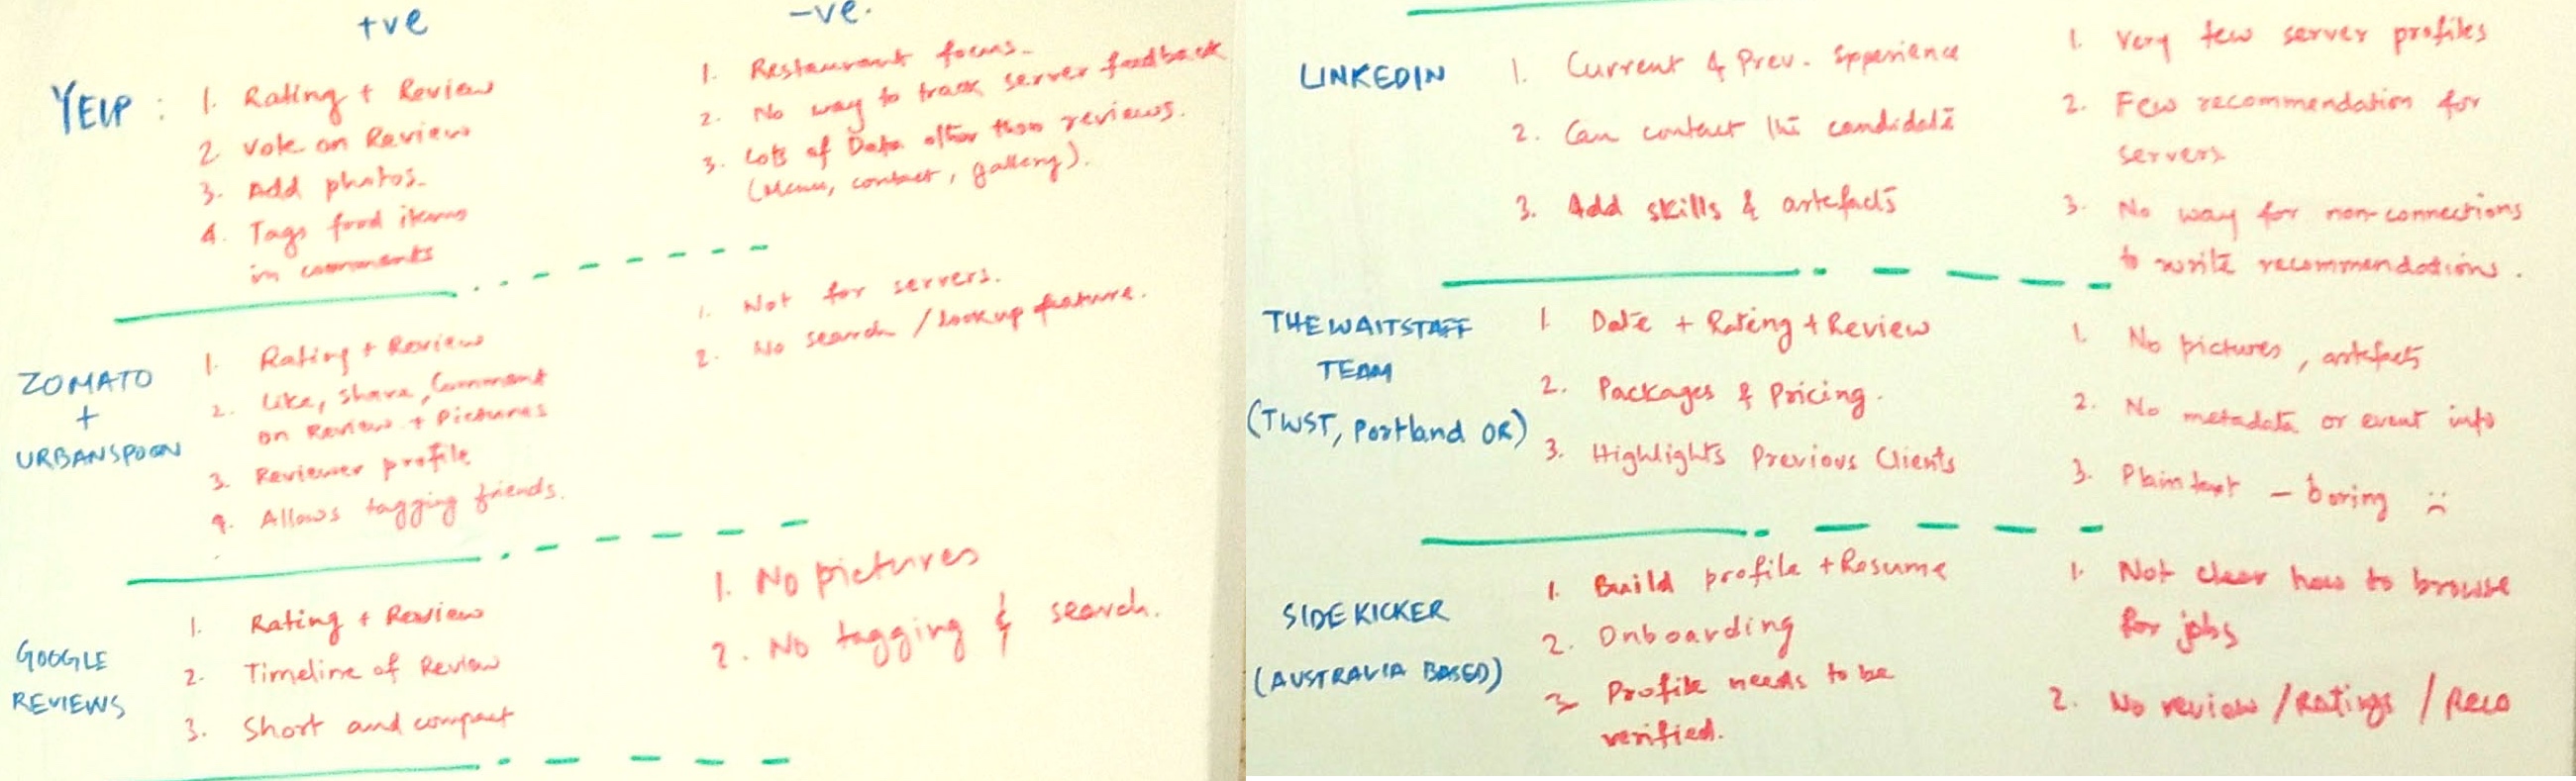 +ve
-ve.
YELP :
1. Rating + Review
2. Vote on Review
3. Add photos.
4. Tags food items
in comments
1. Restaurant focus.
2. No way to track server feedback
3. Lots of Data other than reviews.
(Menu, contact, gallery).
ZOMATO
+
URBANSPOON
1. Rating + Review
2. Like, share, Comment
on Review + Pictures
3. Reviewer profile
4. Allows tagging friends.
1. Not for servers.
2. No search / lookup feature.
GOOGLE
REVIEWS
1. Rating + Review
2. Timeline of Review
3. Short and compact
1. No pictures
2. No tagging & search.
LINKEDIN
1. Current & Prev. Experience
2. Can contact the candidate
3. Add skills & artefacts
1. Very few server profiles
2. Few recommendation for
servers
3. No way for non-connections
to write recommendations.
THE WAITSTAFF
TEAM
(TWST, Portland OR)
1. Date + Rating + Review
2. Packages & Pricing.
3. Highlights Previous Clients
1. No pictures, artefacts
2. No metadata or event info
3. Plain text - boring :(
SIDEKICKER
(AUSTRALIA BASED)
1. Build profile + Resume
2. Onboarding
3. Profile needs to be
verified.
1. Not clear how to browse
for jobs
2. No review / Ratings / Reco